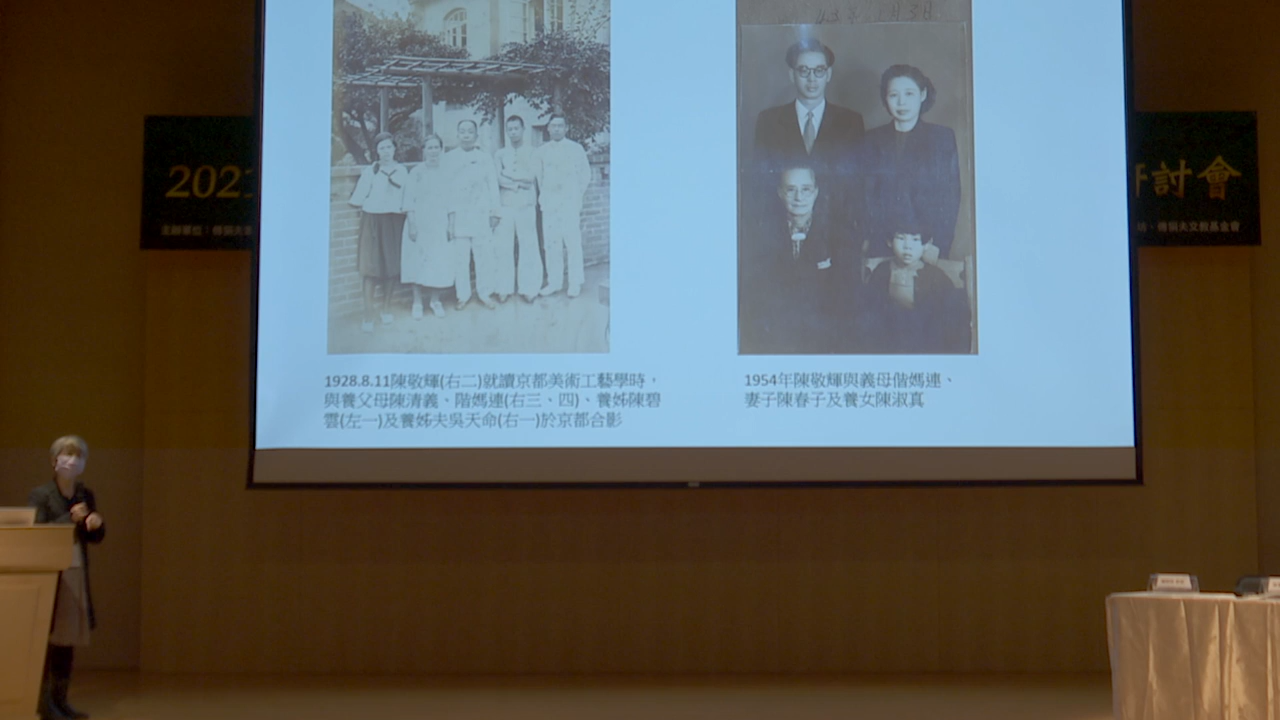 2021
討會
1928.8.11陳敬輝(右二)就讀京都美術工藝學時，
與養父母陳清義、階媽連(右三、四)、養姊陳碧
雲(左一)及養姊夫吳天命(右一)於京都合影
1954年陳敬輝與義母偕媽連、
妻子陳春子及養女陳淑真